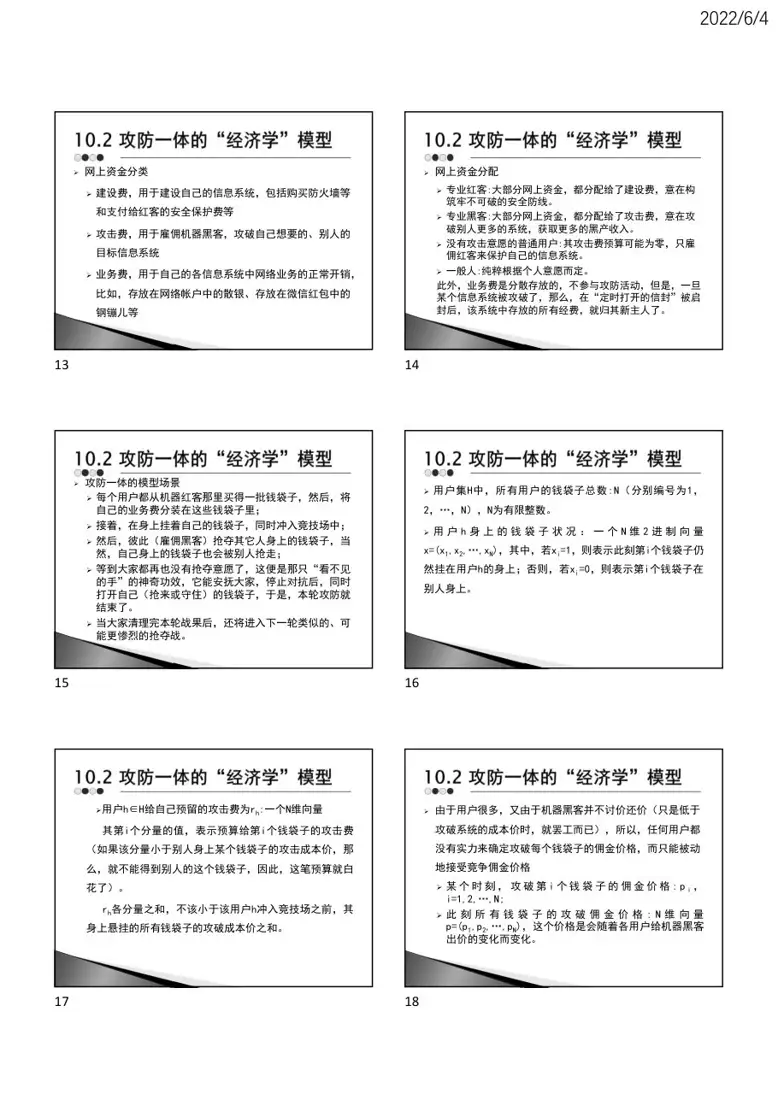 2022/6/4
10.2 攻防一体的“经济学”模型
➢ 网上资金分类
➢ 建设费，用于建设自己的信息系统，包括购买防火墙等
和支付给红客的安全保护费等
➢ 攻击费，用于雇佣机器黑客，攻破自己想要的、别人的
目标信息系统
➢ 业务费，用于自己的各信息系统中网络业务的正常开销，
比如，存放在网络帐户中的散银、存放在微信红包中的
钢镚儿等
13
10.2 攻防一体的“经济学”模型
➢ 网上资金分配
➢ 专业红客:大部分网上资金，都分配给了建设费，意在构
筑牢不可破的安全防线。
➢ 专业黑客:大部分网上资金，都分配给了攻击费，意在攻
破别人更多的系统，获取更多的黑产收入。
➢ 没有攻击意愿的普通用户:其攻击费预算可能为零，只雇
佣红客来保护自己的信息系统。
➢ 一般人:纯粹根据个人意愿而定。
此外，业务费是分散存放的，不参与攻防活动，但是，一旦
某个信息系统被攻破了，那么，在“定时打开的信封”被启
封后，该系统中存放的所有经费，就归其新主人了。
14
10.2 攻防一体的“经济学”模型
➢ 攻防一体的模型场景
➢ 每个用户都从机器红客那里买得一批钱袋子，然后，将
自己的业务费分装在这些钱袋子里；
➢ 接着，在身上挂着自己的钱袋子，同时冲入竞技场中；
➢ 然后，彼此（雇佣黑客）抢夺其它人身上的钱袋子，当
然，自己身上的钱袋子也会被别人抢走；
➢ 等到大家都再也没有抢夺意愿了，这便是那只“看不见
的手”的神奇功效，它能安抚大家，停止对抗后，同时
打开自己（抢来或守住）的钱袋子，于是，本轮攻防就
结束了。
➢ 当大家清理完本轮战果后，还将进入下一轮类似的、可
能更惨烈的抢夺战。
15
10.2 攻防一体的“经济学”模型
➢ 用户集H中，所有用户的钱袋子总数:N（分别编号为1，
2，…，N），N为有限整数。
➢ 用户h身上的钱袋子状况：一个N维2进制向量
x=(x₁,x₂,…,x_N)，其中，若xᵢ=1，则表示此刻第i个钱袋子仍
然挂在用户h的身上；否则，若xᵢ=0，则表示第i个钱袋子在
别人身上。
16
10.2 攻防一体的“经济学”模型
➢用户h∈H给自己预留的攻击费为rₕ:一个N维向量
其第i个分量的值，表示预算给第i个钱袋子的攻击费
（如果该分量小于别人身上某个钱袋子的攻击成本价，那
么，就不能得到别人的这个钱袋子，因此，这笔预算就白
花了）。
rₕ各分量之和，不该小于该用户h冲入竞技场之前，其
身上悬挂的所有钱袋子的攻破成本价之和。
17
10.2 攻防一体的“经济学”模型
➢ 由于用户很多，又由于机器黑客并不讨价还价（只是低于
攻破系统的成本价时，就罢工而已），所以，任何用户都
没有实力来确定攻破每个钱袋子的佣金价格，而只能被动
地接受竞争佣金价格
➢ 某个时刻，攻破第i个钱袋子的佣金价格:pᵢ，
i=1,2,…,N;
➢ 此刻所有钱袋子的攻破佣金价格:N维向量
p=(p₁,p₂,…,p_N)，这个价格是会随着各用户给机器黑客
出价的变化而变化。
18